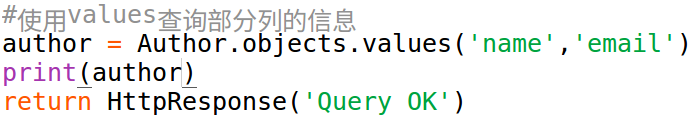 #使用values查询部分列的信息
author = Author.objects.values('name','email')
print(author)
return HttpResponse('Query OK')